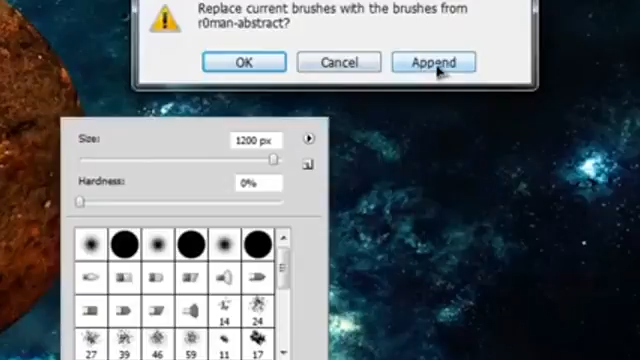 Replace current brushes with the brushes from
r0man-abstract?
OK Cancel Append
Size: 1200 px
Hardness: 0%
14 24
27 39 46 59 11 17